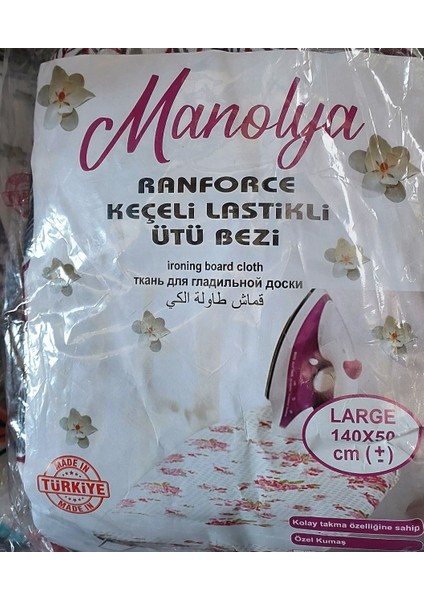 Manolya
RANFORCE
KEÇELİ LASTİKLİ
ÜTÜ BEZİ
ironing board cloth
ткань для гладильной доски
قماش طاولة الكي
LARGE
140X50
cm (±)
MADE IN
TÜRKİYE
MADE IN
Kolay takma özelliğine sahip
Özel Kumaş